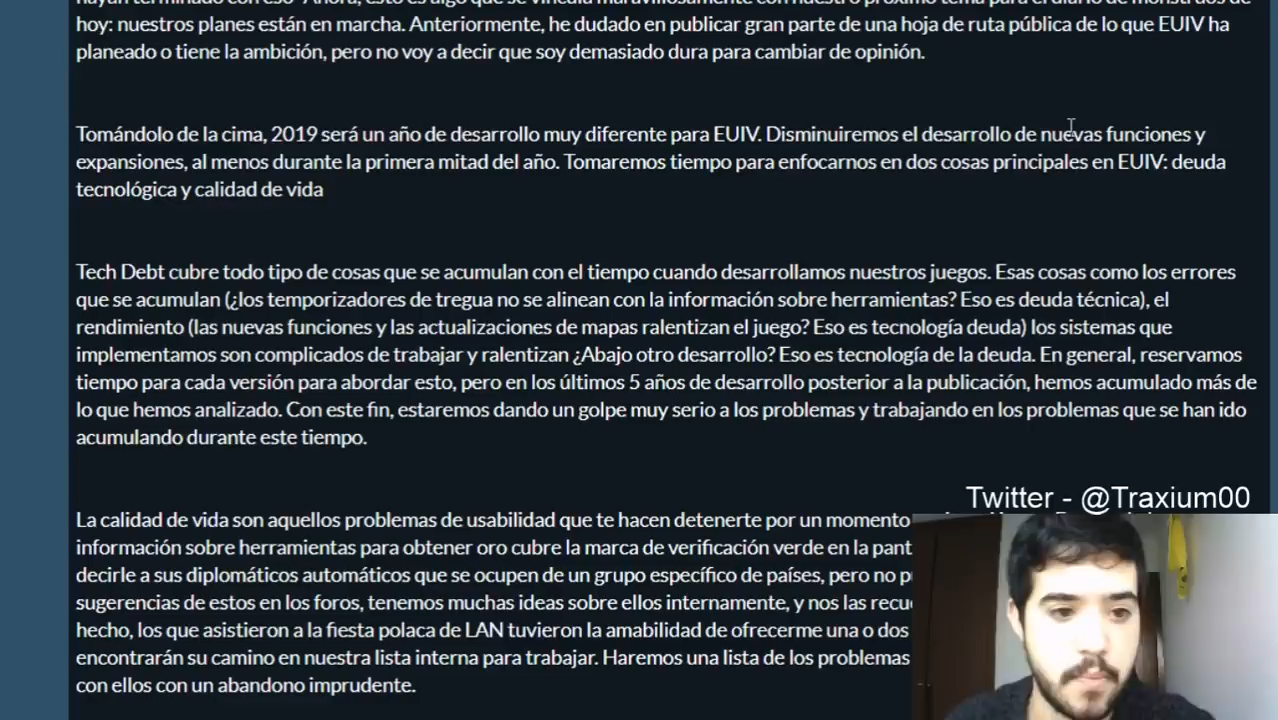 hayan terminado con eso- Ahora, esto es algo que se vincula maravillosamente con nuestro próximo tema para el diario de monstruos de
hoy: nuestros planes están en marcha. Anteriormente, he dudado en publicar gran parte de una hoja de ruta pública de lo que EUIV ha
planeado o tiene la ambición, pero no voy a decir que soy demasiado dura para cambiar de opinión.
Tomándolo de la cima, 2019 será un año de desarrollo muy diferente para EUIV. Disminuiremos el desarrollo de nuevas funciones y
expansiones, al menos durante la primera mitad del año. Tomaremos tiempo para enfocarnos en dos cosas principales en EUIV: deuda
tecnológica y calidad de vida
Tech Debt cubre todo tipo de cosas que se acumulan con el tiempo cuando desarrollamos nuestros juegos. Esas cosas como los errores
que se acumulan (¿los temporizadores de tregua no se alinean con la información sobre herramientas? Eso es deuda técnica), el
rendimiento (las nuevas funciones y las actualizaciones de mapas ralentizan el juego? Eso es tecnología deuda) los sistemas que
implementamos son complicados de trabajar y ralentizan ¿Abajo otro desarrollo? Eso es tecnología de la deuda. En general, reservamos
tiempo para cada versión para abordar esto, pero en los últimos 5 años de desarrollo posterior a la publicación, hemos acumulado más de
lo que hemos analizado. Con este fin, estaremos dando un golpe muy serio a los problemas y trabajando en los problemas que se han ido
acumulando durante este tiempo.
Twitter - @Traxium00
La calidad de vida son aquellos problemas de usabilidad que te hacen detenerte por un momento
información sobre herramientas para obtener oro cubre la marca de verificación verde en la pant
decirle a sus diplomáticos automáticos que se ocupen de un grupo específico de países, pero no p
sugerencias de estos en los foros, tenemos muchas ideas sobre ellos internamente, y nos las recu
hecho, los que asistieron a la fiesta polaca de LAN tuvieron la amabilidad de ofrecerme una o dos
encontrarán su camino en nuestra lista interna para trabajar. Haremos una lista de los problemas
con ellos con un abandono imprudente.